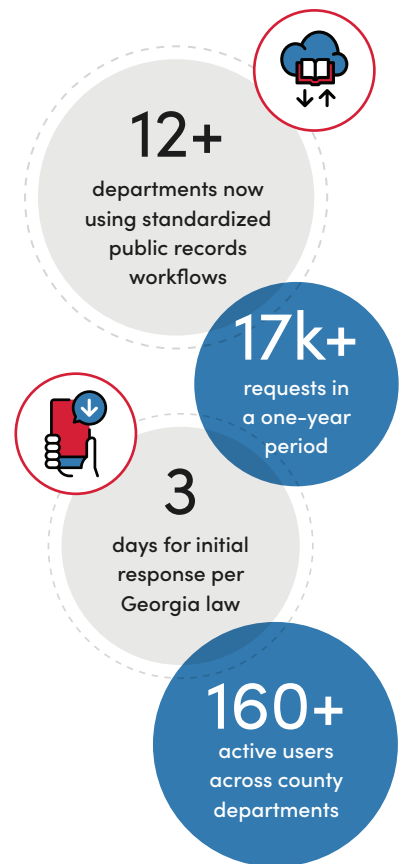 12+
departments now
using standardized
public records
workflows
17k+
requests in
a one-year
period
3
days for initial
response per
Georgia law
160+
active users
across county
departments